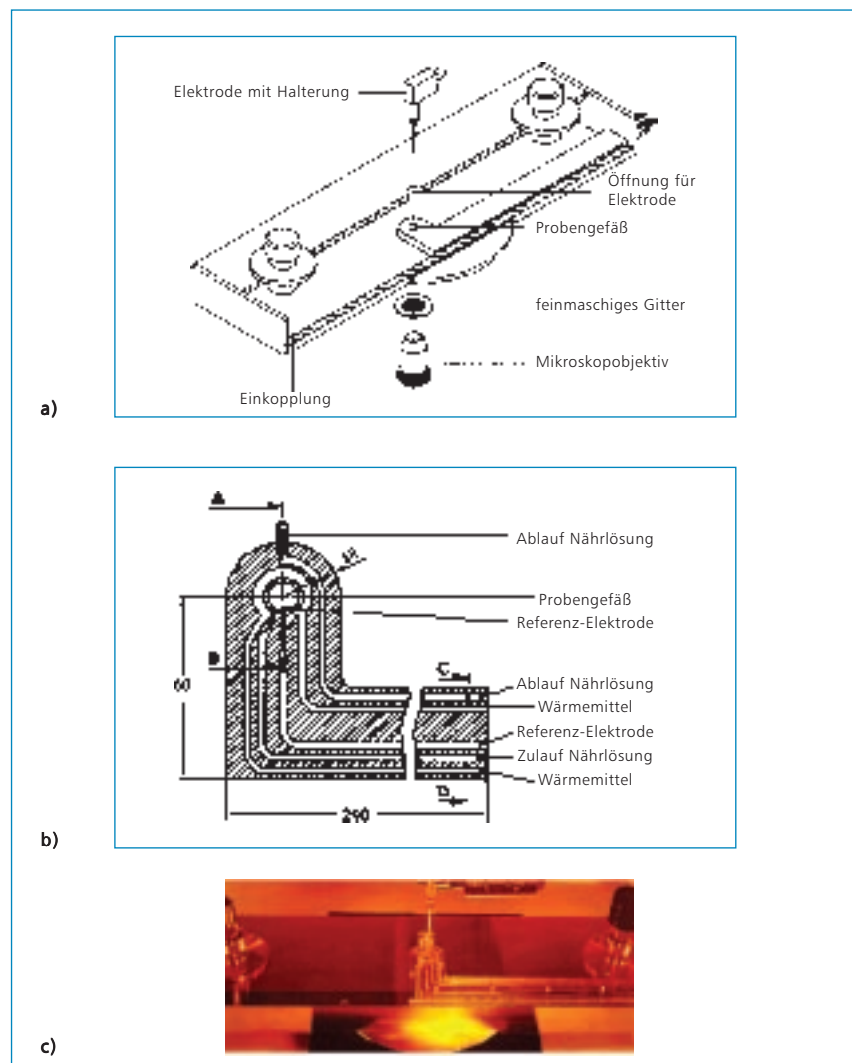 Elektrode mit Halterung
Öffnung für
Elektrode
Probengefäß
feinmaschiges Gitter
Mikroskopobjektiv
Einkopplung
a)
A
Ablauf Nährlösung
Probengefäß
Referenz-Elektrode
B
60
C
Ablauf Nährlösung
Wärmemittel
Referenz-Elektrode
Zulauf Nährlösung
Wärmemittel
D
290
b)
c)